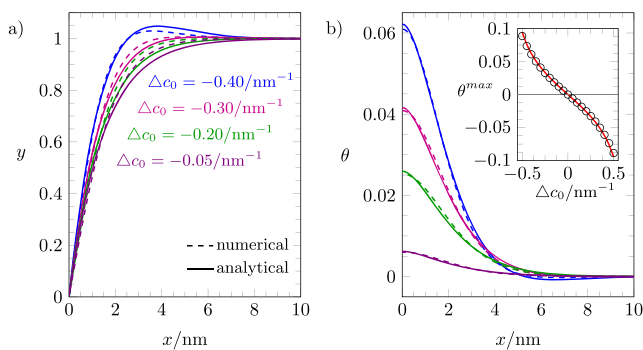 a)
1
0.8
0.6
0.4
0.2
0
y
△c₀ = −0.40/nm⁻¹
△c₀ = −0.30/nm⁻¹
△c₀ = −0.20/nm⁻¹
△c₀ = −0.05/nm⁻¹
numerical
analytical
0 2 4 6 8 10
x/nm
b)
0.06
0.04
0.02
0
θ
0.1
0.05
0
−0.05
−0.1
θᵐᵃˣ
−0.5 0 0.5
△c₀/nm⁻¹
0 2 4 6 8 10
x/nm